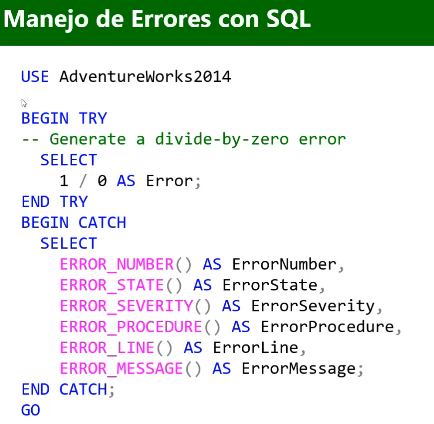 Manejo de Errores con SQL
USE AdventureWorks2014
BEGIN TRY
-- Generate a divide-by-zero error
SELECT
1 / 0 AS Error;
END TRY
BEGIN CATCH
SELECT
ERROR_NUMBER() AS ErrorNumber,
ERROR_STATE() AS ErrorState,
ERROR_SEVERITY() AS ErrorSeverity,
ERROR_PROCEDURE() AS ErrorProcedure,
ERROR_LINE() AS ErrorLine,
ERROR_MESSAGE() AS ErrorMessage;
END CATCH;
GO